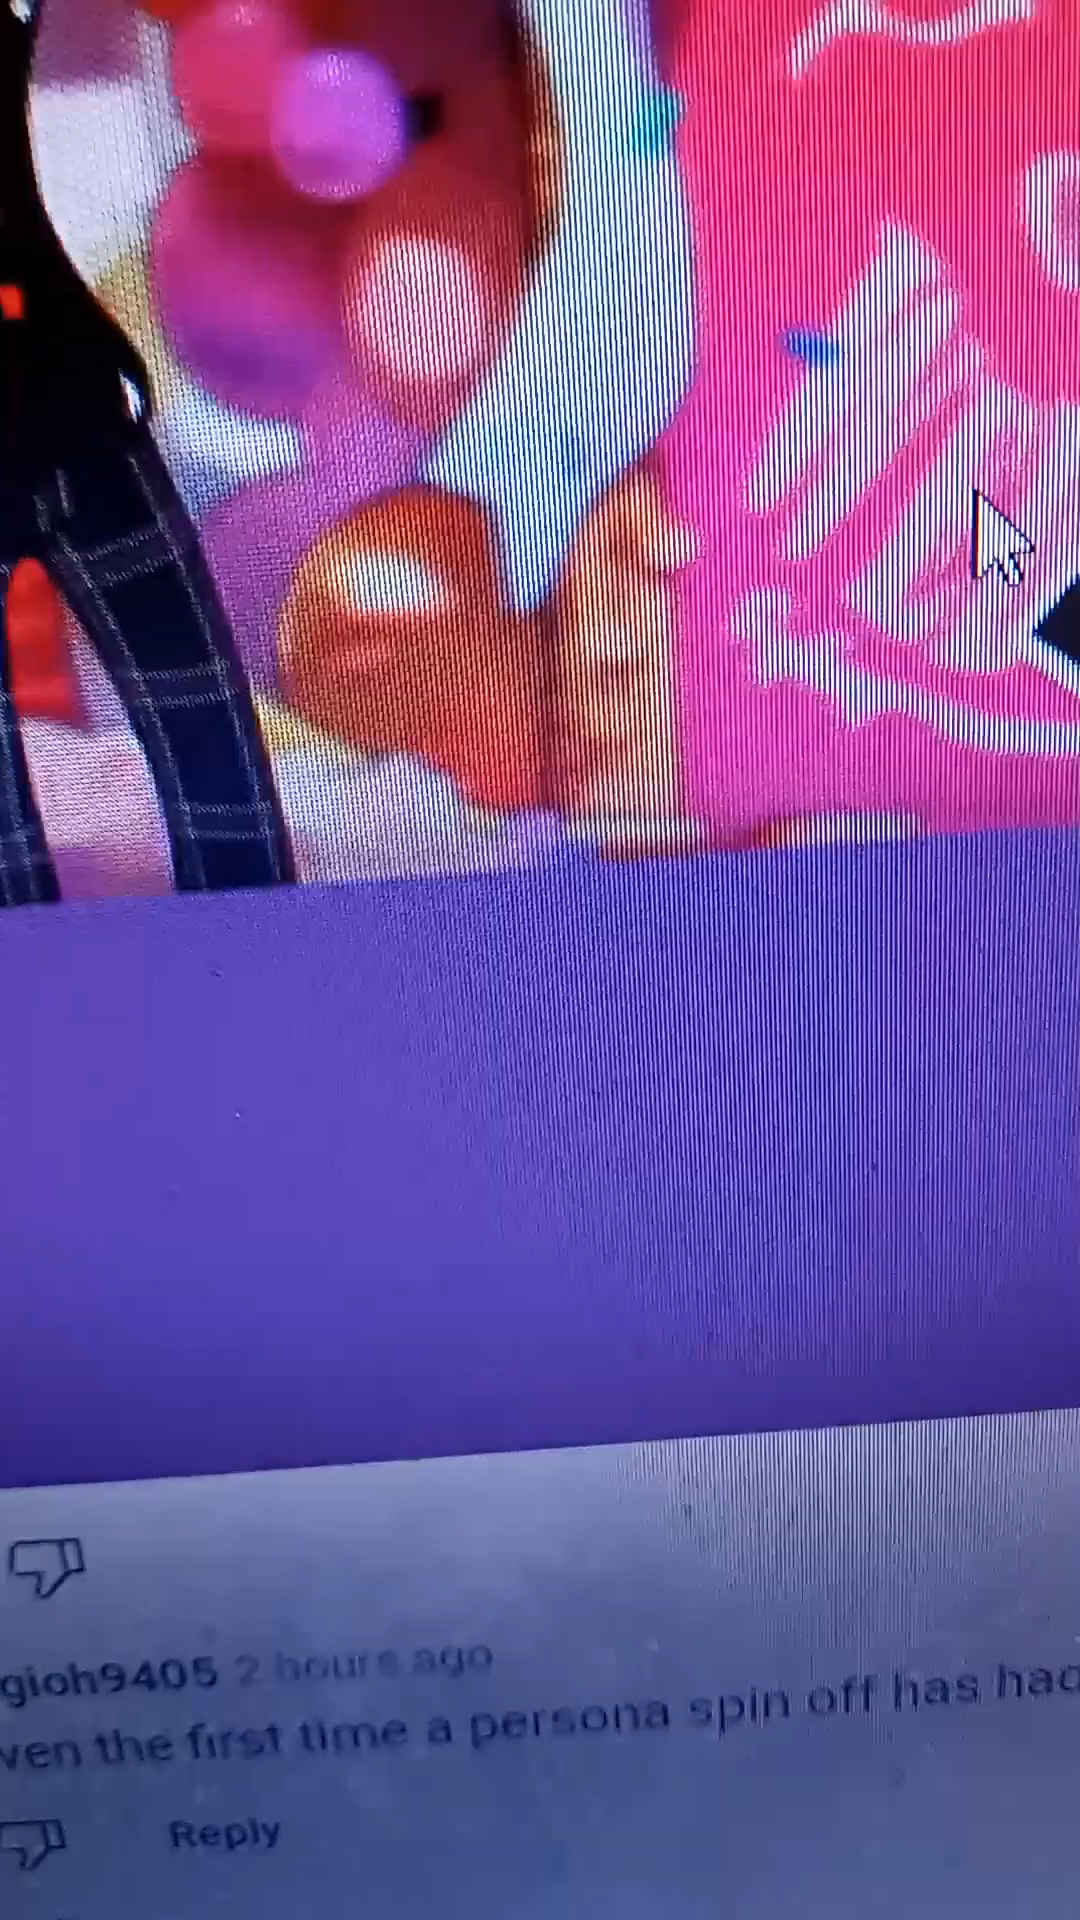 gioh9405 2 hours ago
ven the first time a persona spin off has had
Reply